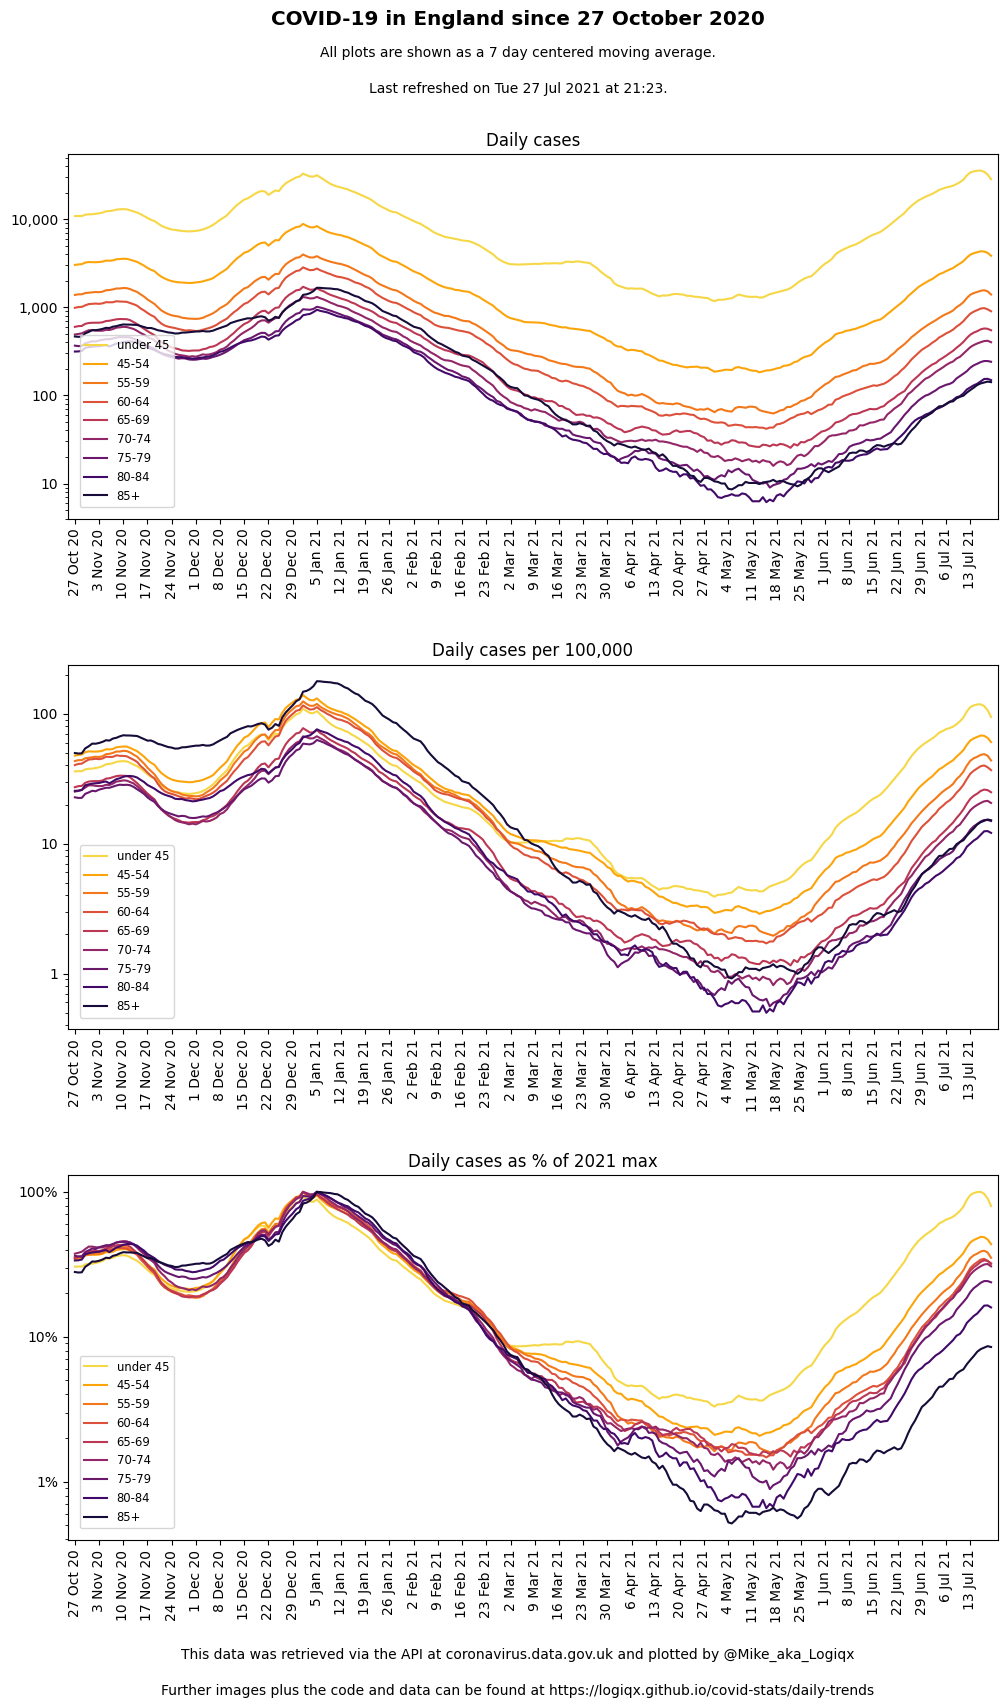 COVID-19 in England since 27 October 2020
All plots are shown as a 7 day centered moving average.
Last refreshed on Tue 27 Jul 2021 at 21:23.
Daily cases
10,000
1,000
100
10
under 45
45-54
55-59
60-64
65-69
70-74
75-79
80-84
85+
27 Oct 20
3 Nov 20
10 Nov 20
17 Nov 20
24 Nov 20
1 Dec 20
8 Dec 20
15 Dec 20
22 Dec 20
29 Dec 20
5 Jan 21
12 Jan 21
19 Jan 21
26 Jan 21
2 Feb 21
9 Feb 21
16 Feb 21
23 Feb 21
2 Mar 21
9 Mar 21
16 Mar 21
23 Mar 21
30 Mar 21
6 Apr 21
13 Apr 21
20 Apr 21
27 Apr 21
4 May 21
11 May 21
18 May 21
25 May 21
1 Jun 21
8 Jun 21
15 Jun 21
22 Jun 21
29 Jun 21
6 Jul 21
13 Jul 21
Daily cases per 100,000
100
10
1
under 45
45-54
55-59
60-64
65-69
70-74
75-79
80-84
85+
27 Oct 20
3 Nov 20
10 Nov 20
17 Nov 20
24 Nov 20
1 Dec 20
8 Dec 20
15 Dec 20
22 Dec 20
29 Dec 20
5 Jan 21
12 Jan 21
19 Jan 21
26 Jan 21
2 Feb 21
9 Feb 21
16 Feb 21
23 Feb 21
2 Mar 21
9 Mar 21
16 Mar 21
23 Mar 21
30 Mar 21
6 Apr 21
13 Apr 21
20 Apr 21
27 Apr 21
4 May 21
11 May 21
18 May 21
25 May 21
1 Jun 21
8 Jun 21
15 Jun 21
22 Jun 21
29 Jun 21
6 Jul 21
13 Jul 21
Daily cases as % of 2021 max
100%
10%
1%
under 45
45-54
55-59
60-64
65-69
70-74
75-79
80-84
85+
27 Oct 20
3 Nov 20
10 Nov 20
17 Nov 20
24 Nov 20
1 Dec 20
8 Dec 20
15 Dec 20
22 Dec 20
29 Dec 20
5 Jan 21
12 Jan 21
19 Jan 21
26 Jan 21
2 Feb 21
9 Feb 21
16 Feb 21
23 Feb 21
2 Mar 21
9 Mar 21
16 Mar 21
23 Mar 21
30 Mar 21
6 Apr 21
13 Apr 21
20 Apr 21
27 Apr 21
4 May 21
11 May 21
18 May 21
25 May 21
1 Jun 21
8 Jun 21
15 Jun 21
22 Jun 21
29 Jun 21
6 Jul 21
13 Jul 21
This data was retrieved via the API at coronavirus.data.gov.uk and plotted by @Mike_aka_Logiqx
Further images plus the code and data can be found at https://logiqx.github.io/covid-stats/daily-trends